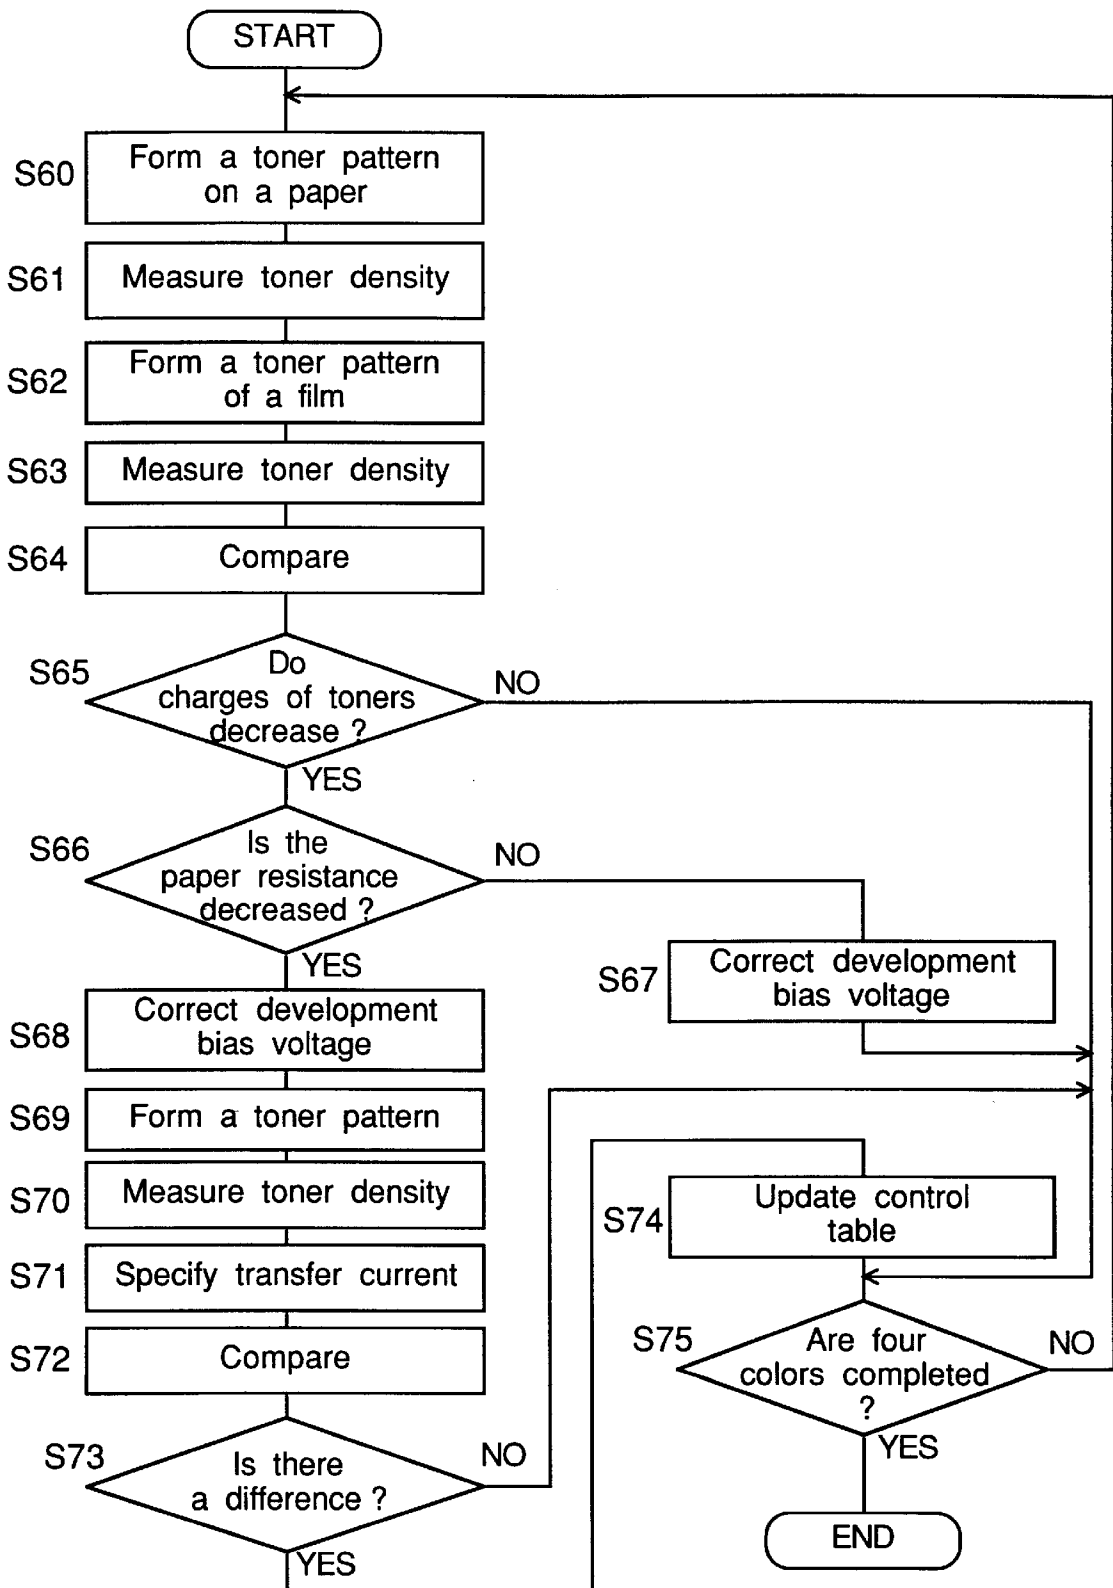 START
S60
Form a toner pattern
on a paper
S61
Measure toner density
S62
Form a toner pattern
of a film
S63
Measure toner density
S64
Compare
S65
Do
charges of toners
decrease ?
NO
YES
S66
Is the
paper resistance
decreased ?
NO
YES
S67
Correct development
bias voltage
S68
Correct development
bias voltage
S69
Form a toner pattern
S70
Measure toner density
S71
Specify transfer current
S72
Compare
S73
Is there
a difference ?
NO
YES
S74
Update control
table
S75
Are four
colors completed
?
NO
YES
END